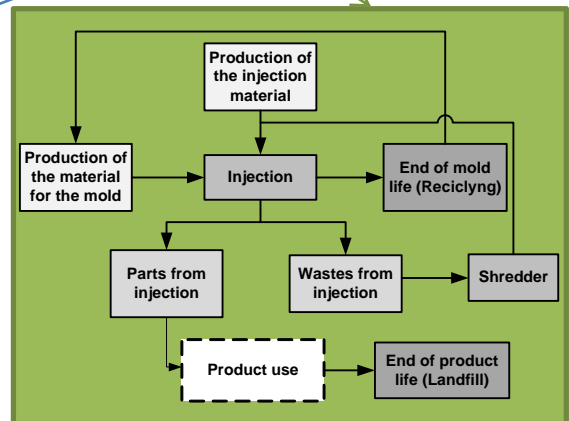 Production of
the injection
material
Production of
the material
for the mold
Injection
End of mold
life (Reciclyng)
Parts from
injection
Wastes from
injection
Shredder
Product use
End of product
life (Landfill)